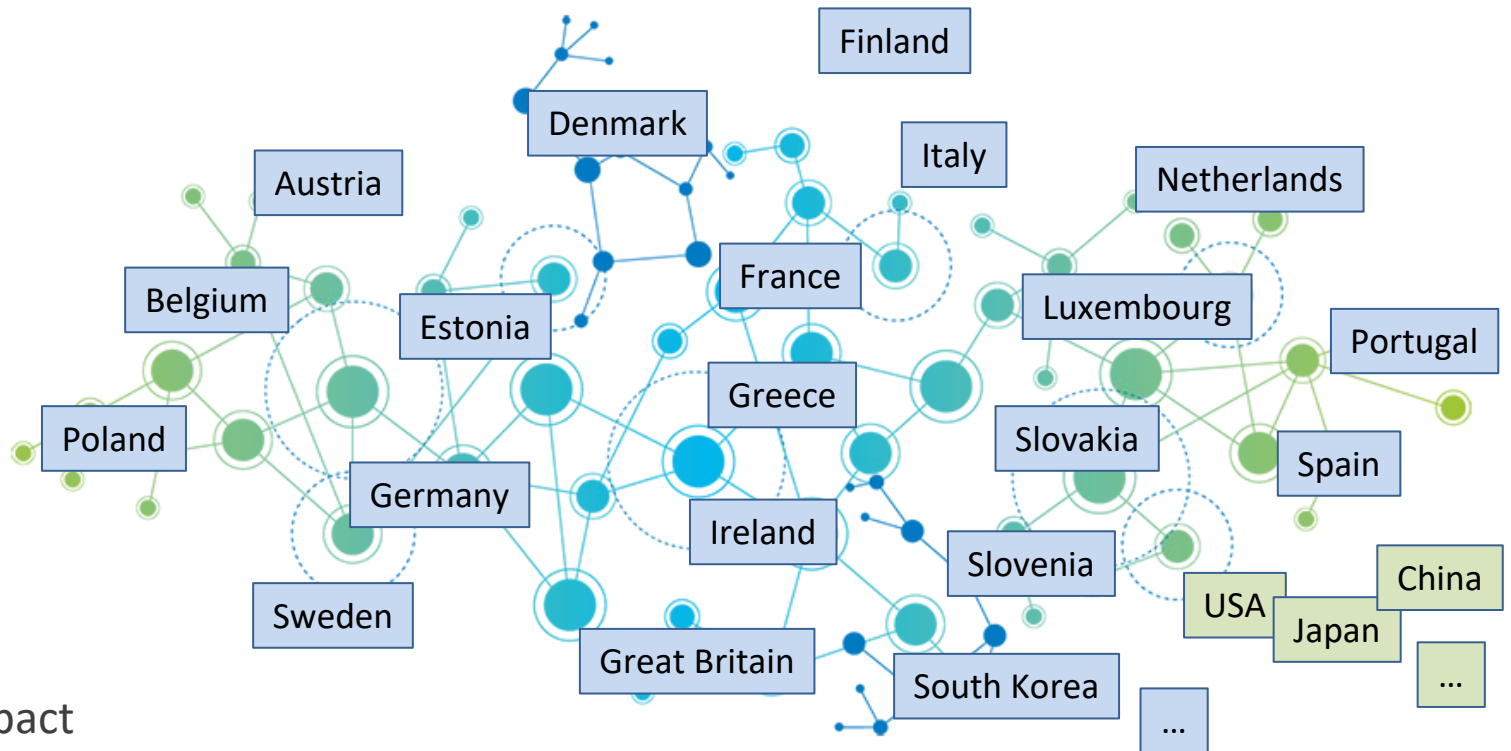 Finland
Denmark
Italy
Austria
Netherlands
France
Belgium
Luxembourg
Estonia
Portugal
Greece
Poland
Slovakia
Spain
Germany
Ireland
Slovenia
China
USA
Sweden
Japan
Great Britain
South Korea
...
...
pact